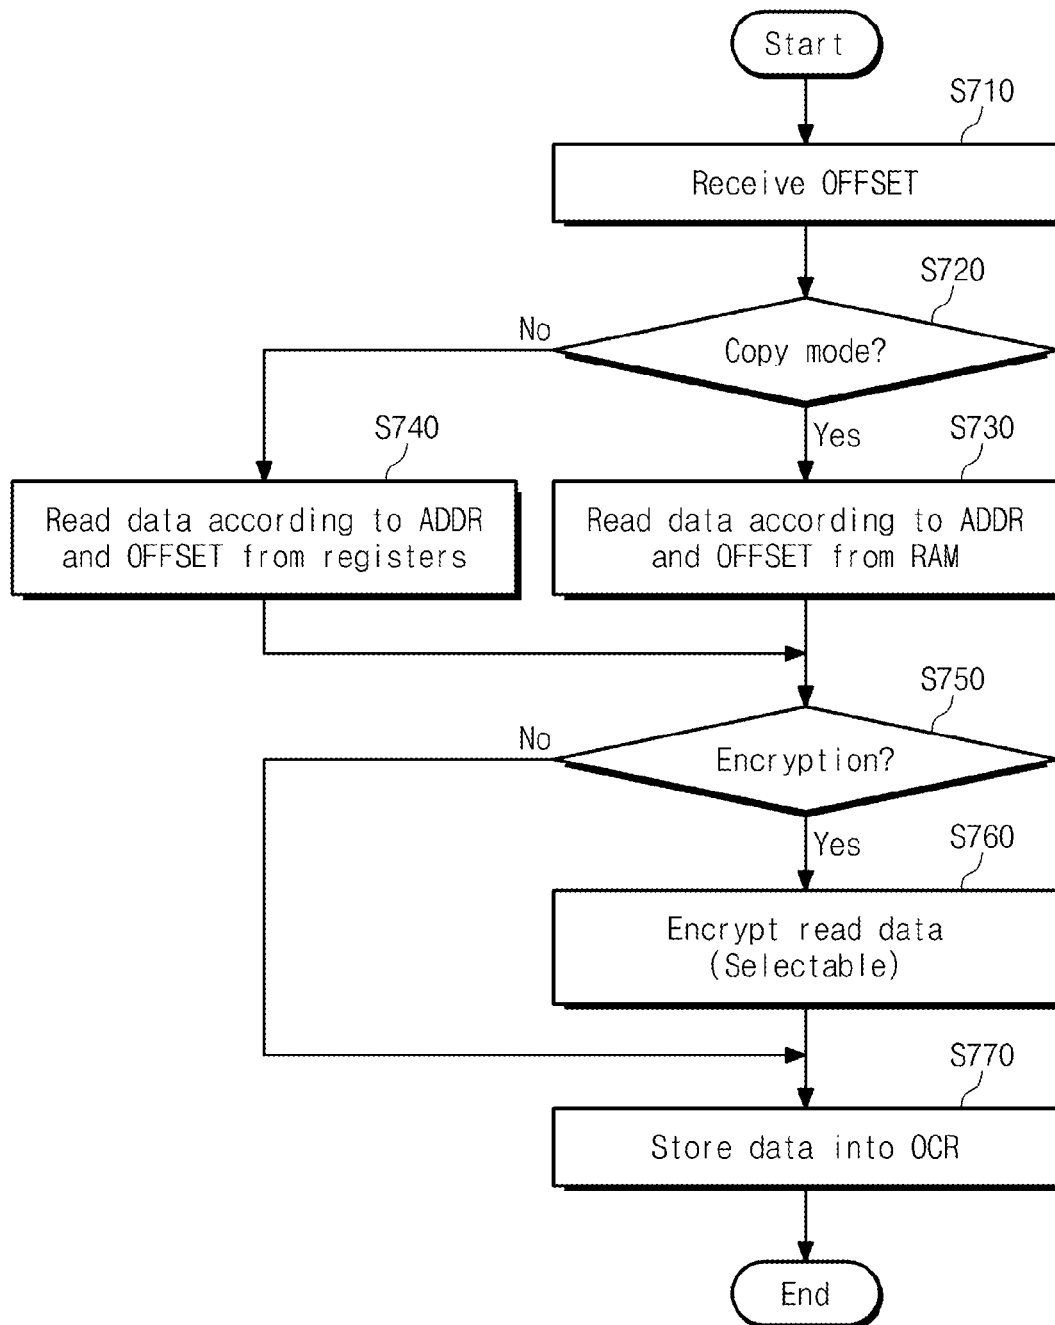 Start
S710
Receive OFFSET
S720
No
Copy mode?
Yes
S740
S730
Read data according to ADDR
and OFFSET from registers
Read data according to ADDR
and OFFSET from RAM
S750
No
Encryption?
Yes
S760
Encrypt read data
(Selectable)
S770
Store data into OCR
End